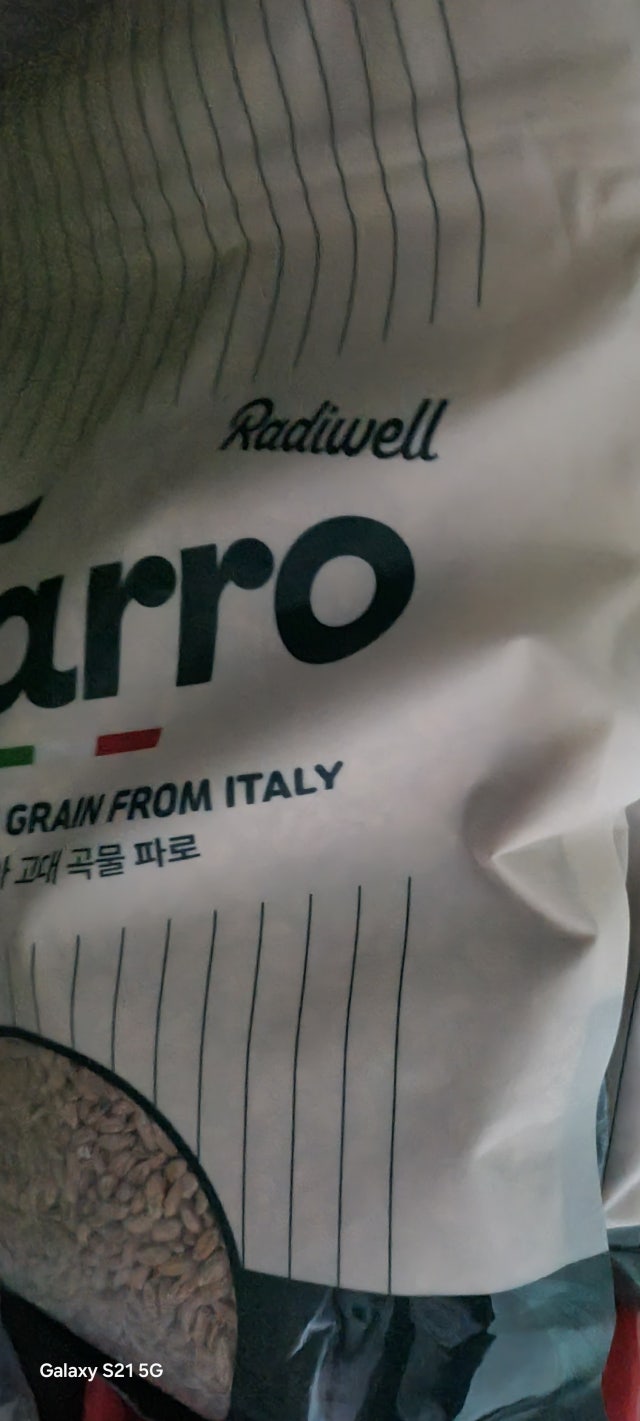 Radiwell
arro
GRAIN FROM ITALY
고대 곡물 파로
Galaxy S21 5G